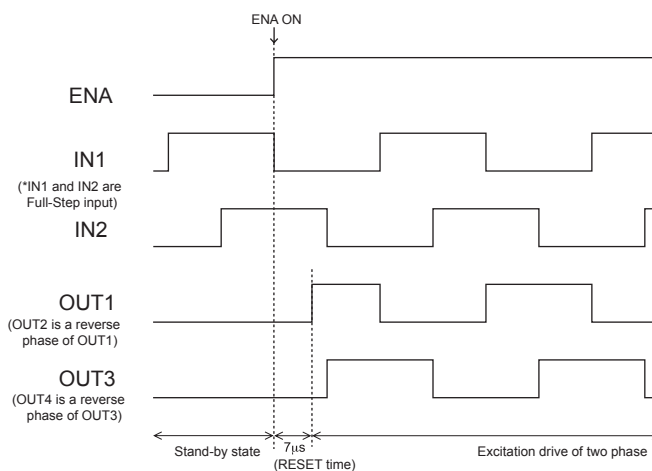 ENA ON
ENA
IN1
(*IN1 and IN2 are
Full-Step input)
IN2
OUT1
(OUT2 is a reverse
phase of OUT1)
OUT3
(OUT4 is a reverse
phase of OUT3)
Stand-by state
7μs
(RESET time)
Excitation drive of two phase